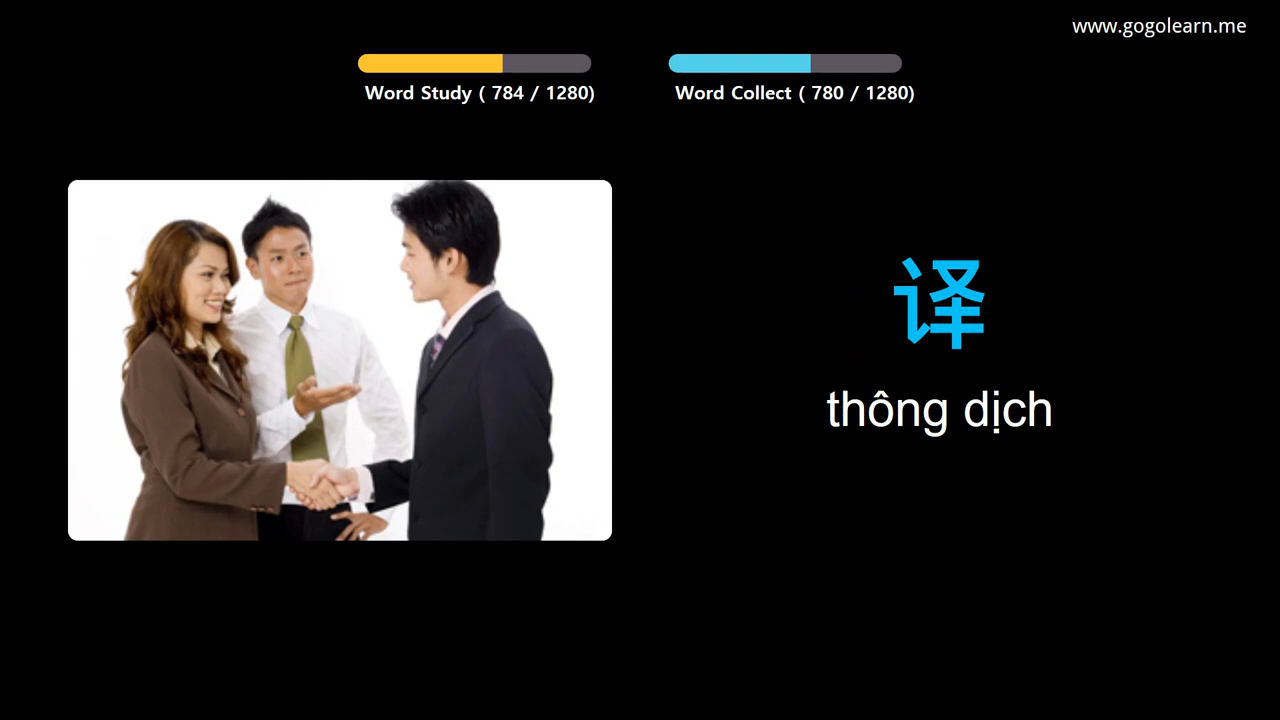 www.gogolearn.me
Word Study ( 784 / 1280)
Word Collect ( 780 / 1280)
译
thông dịch